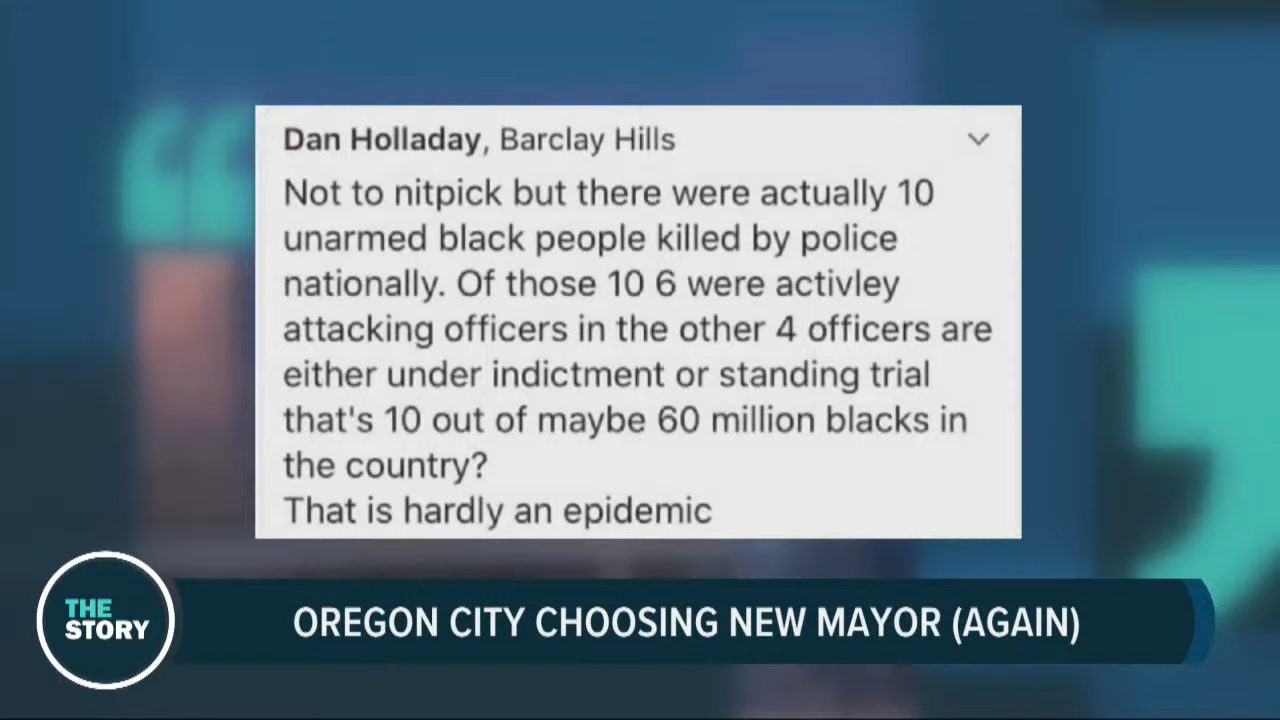 Dan Holladay, Barclay Hills
Not to nitpick but there were actually 10
unarmed black people killed by police
nationally. Of those 10 6 were activley
attacking officers in the other 4 officers are
either under indictment or standing trial
that's 10 out of maybe 60 million blacks in
the country?
That is hardly an epidemic
THE
STORY
OREGON CITY CHOOSING NEW MAYOR (AGAIN)